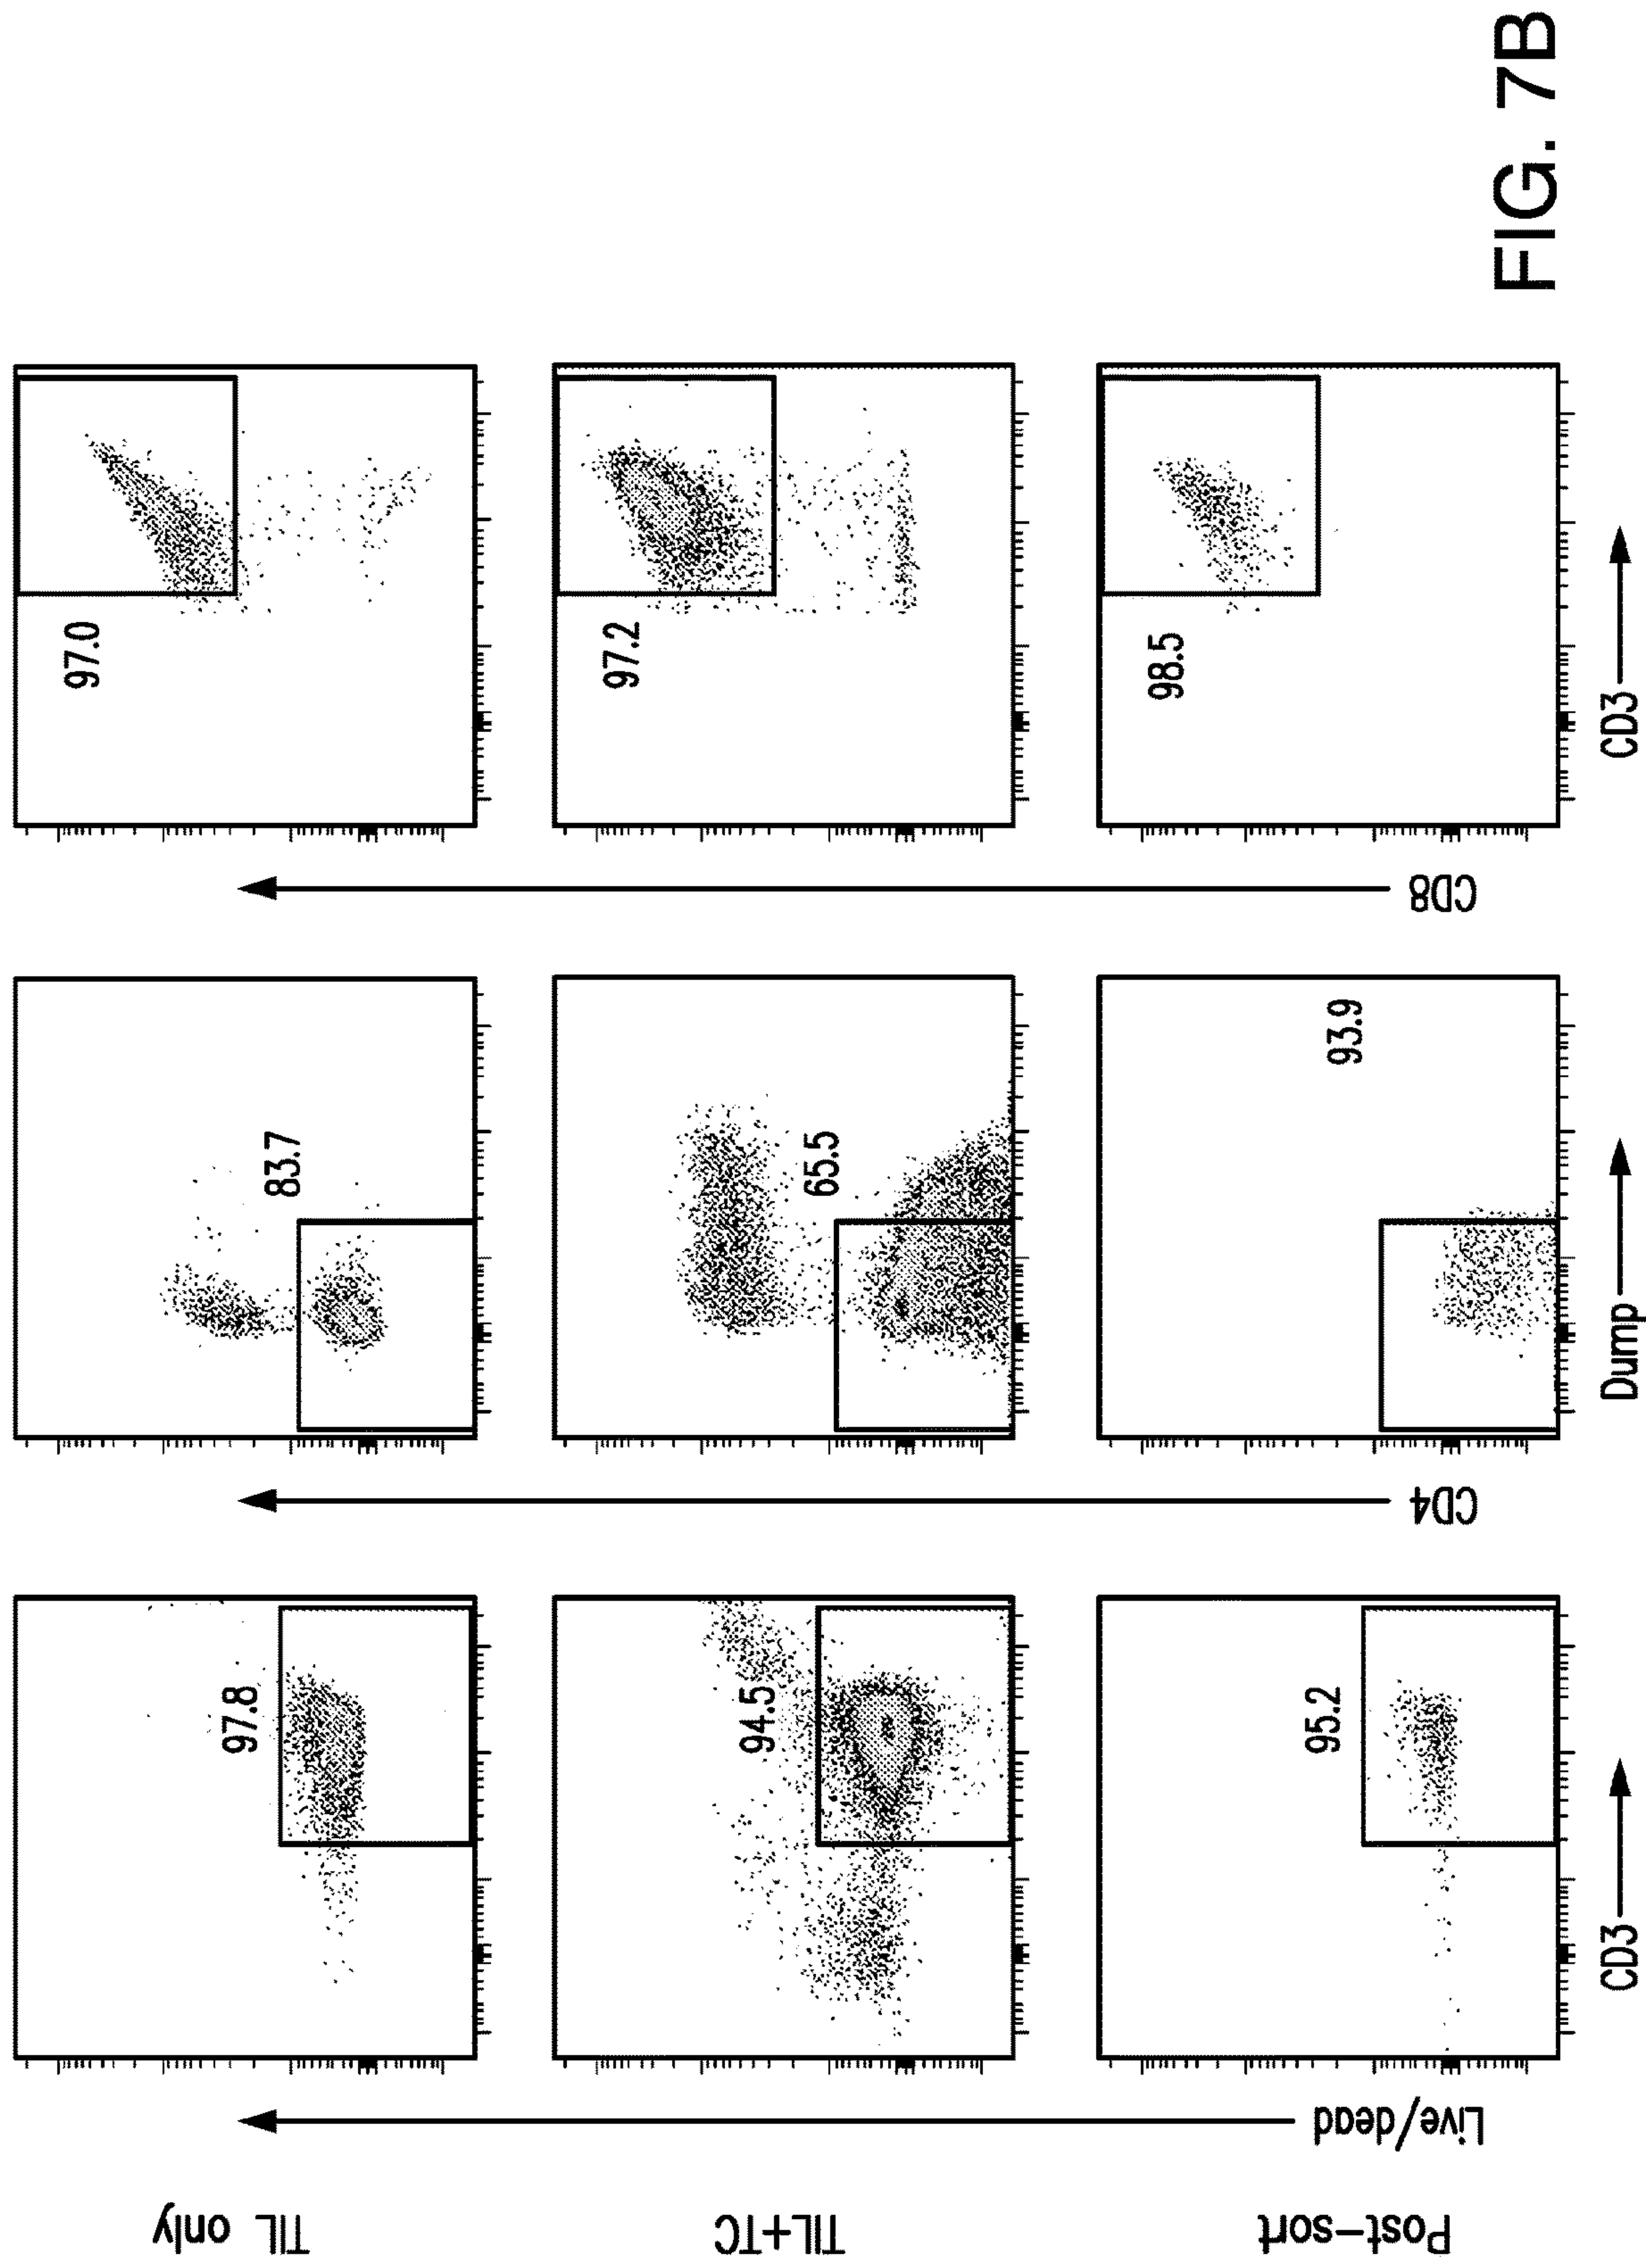 TIL only
97.8
83.7
97.0
TIL+TC
94.5
65.5
97.2
Post-sort
95.2
93.9
98.5
Live/dead
CD4
CD8
CD3
Dump
CD3
FIG. 7B